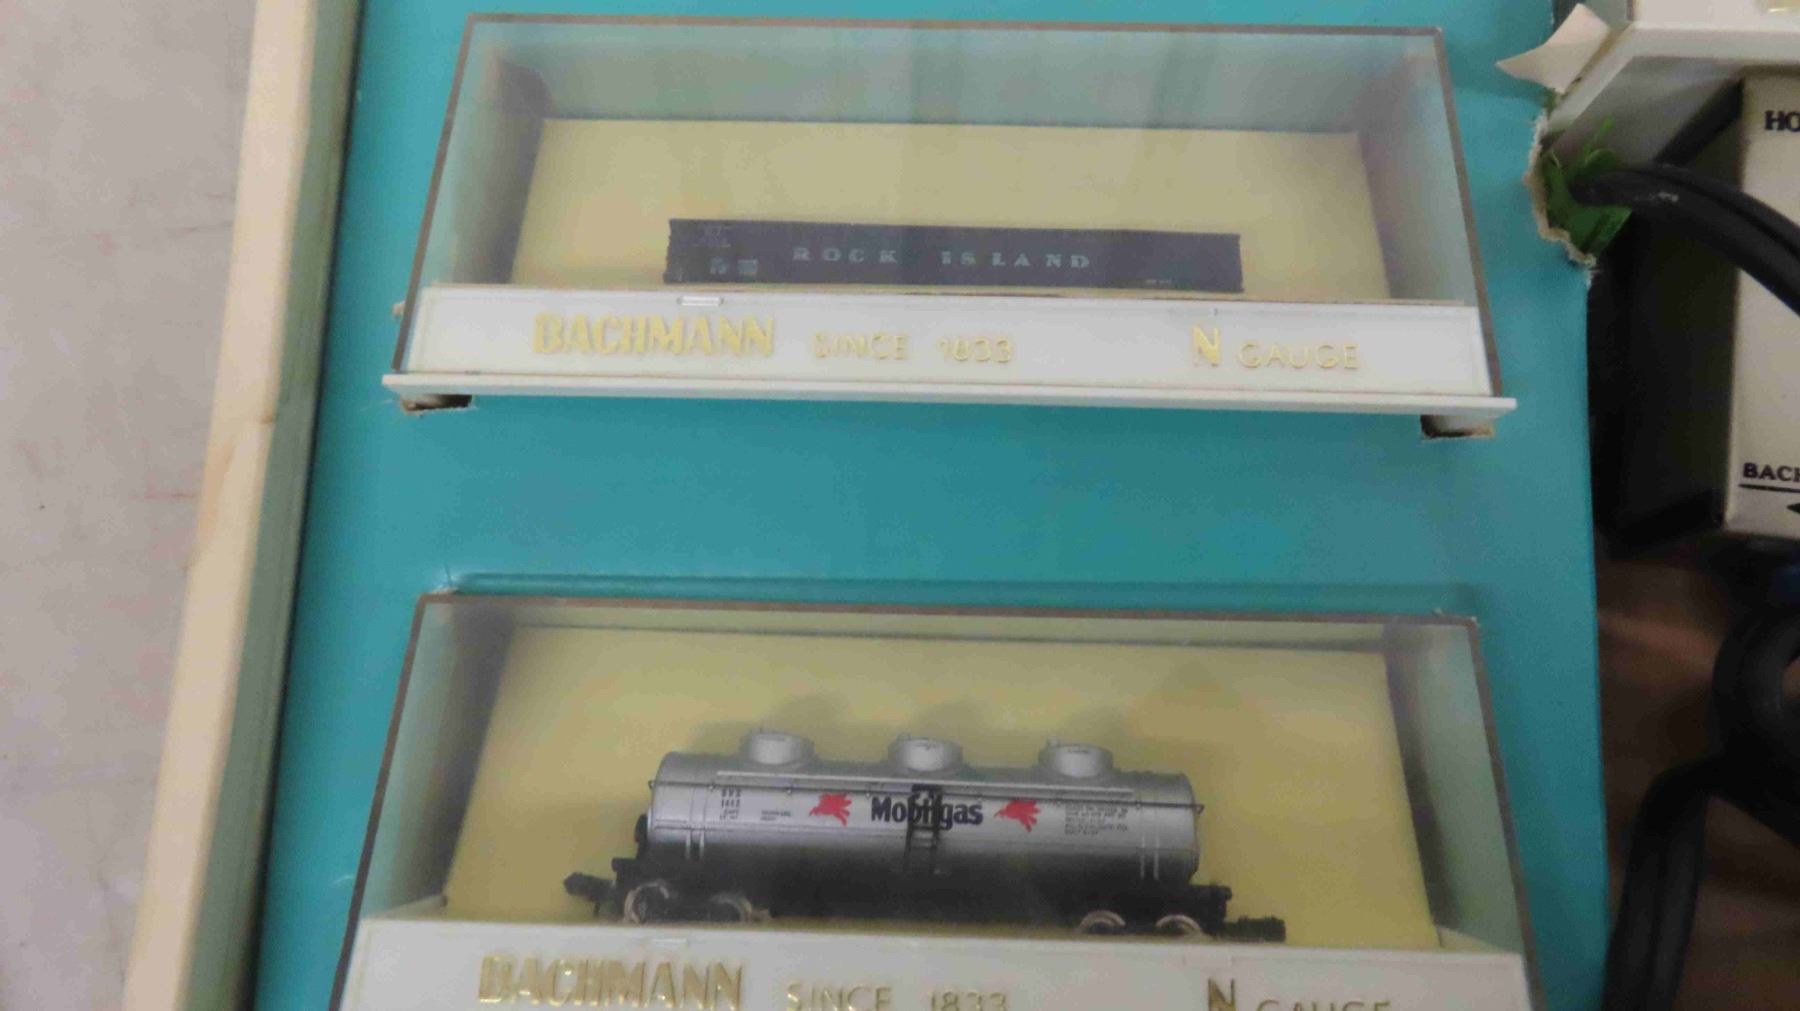 HO
ROCK ISLAND
BACHMANN SINCE 1833 N GAUGE
BACH
Mobilgas
BACHMANN SINCE 1833 N GAUGE